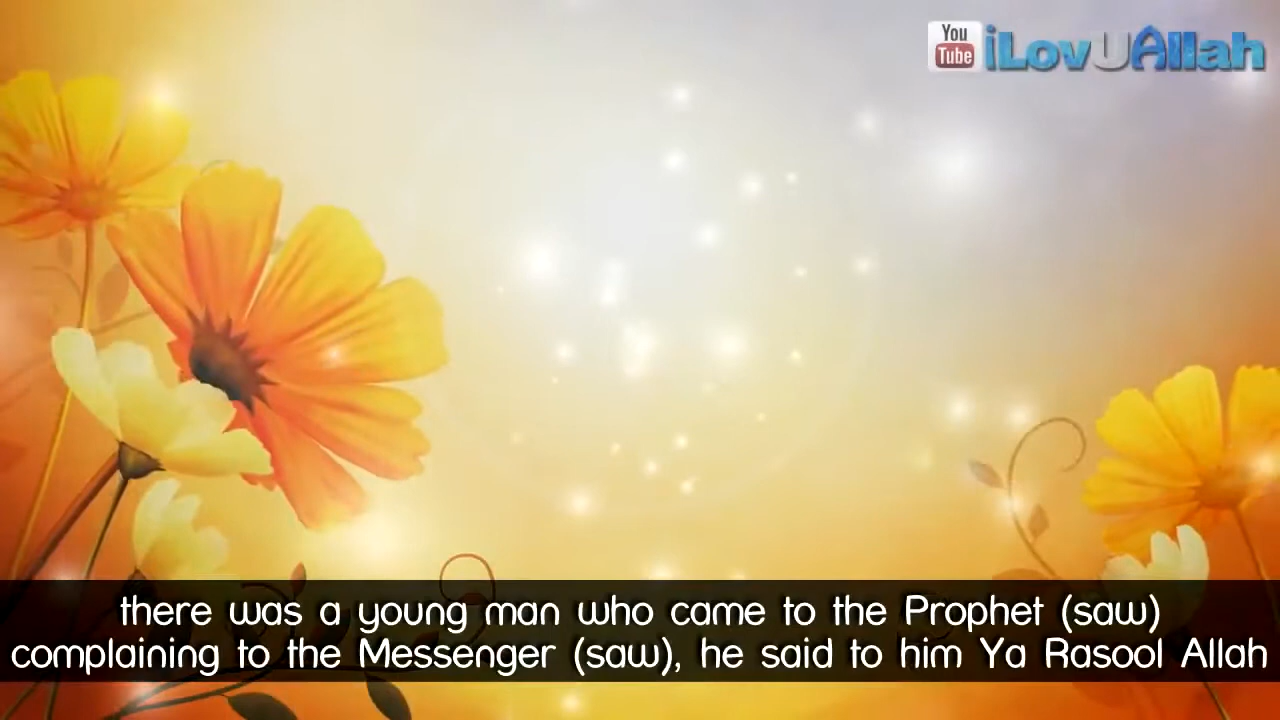 You
Tube
iLovUAllah
there was a young man who came to the Prophet (saw)
complaining to the Messenger (saw), he said to him Ya Rasool Allah